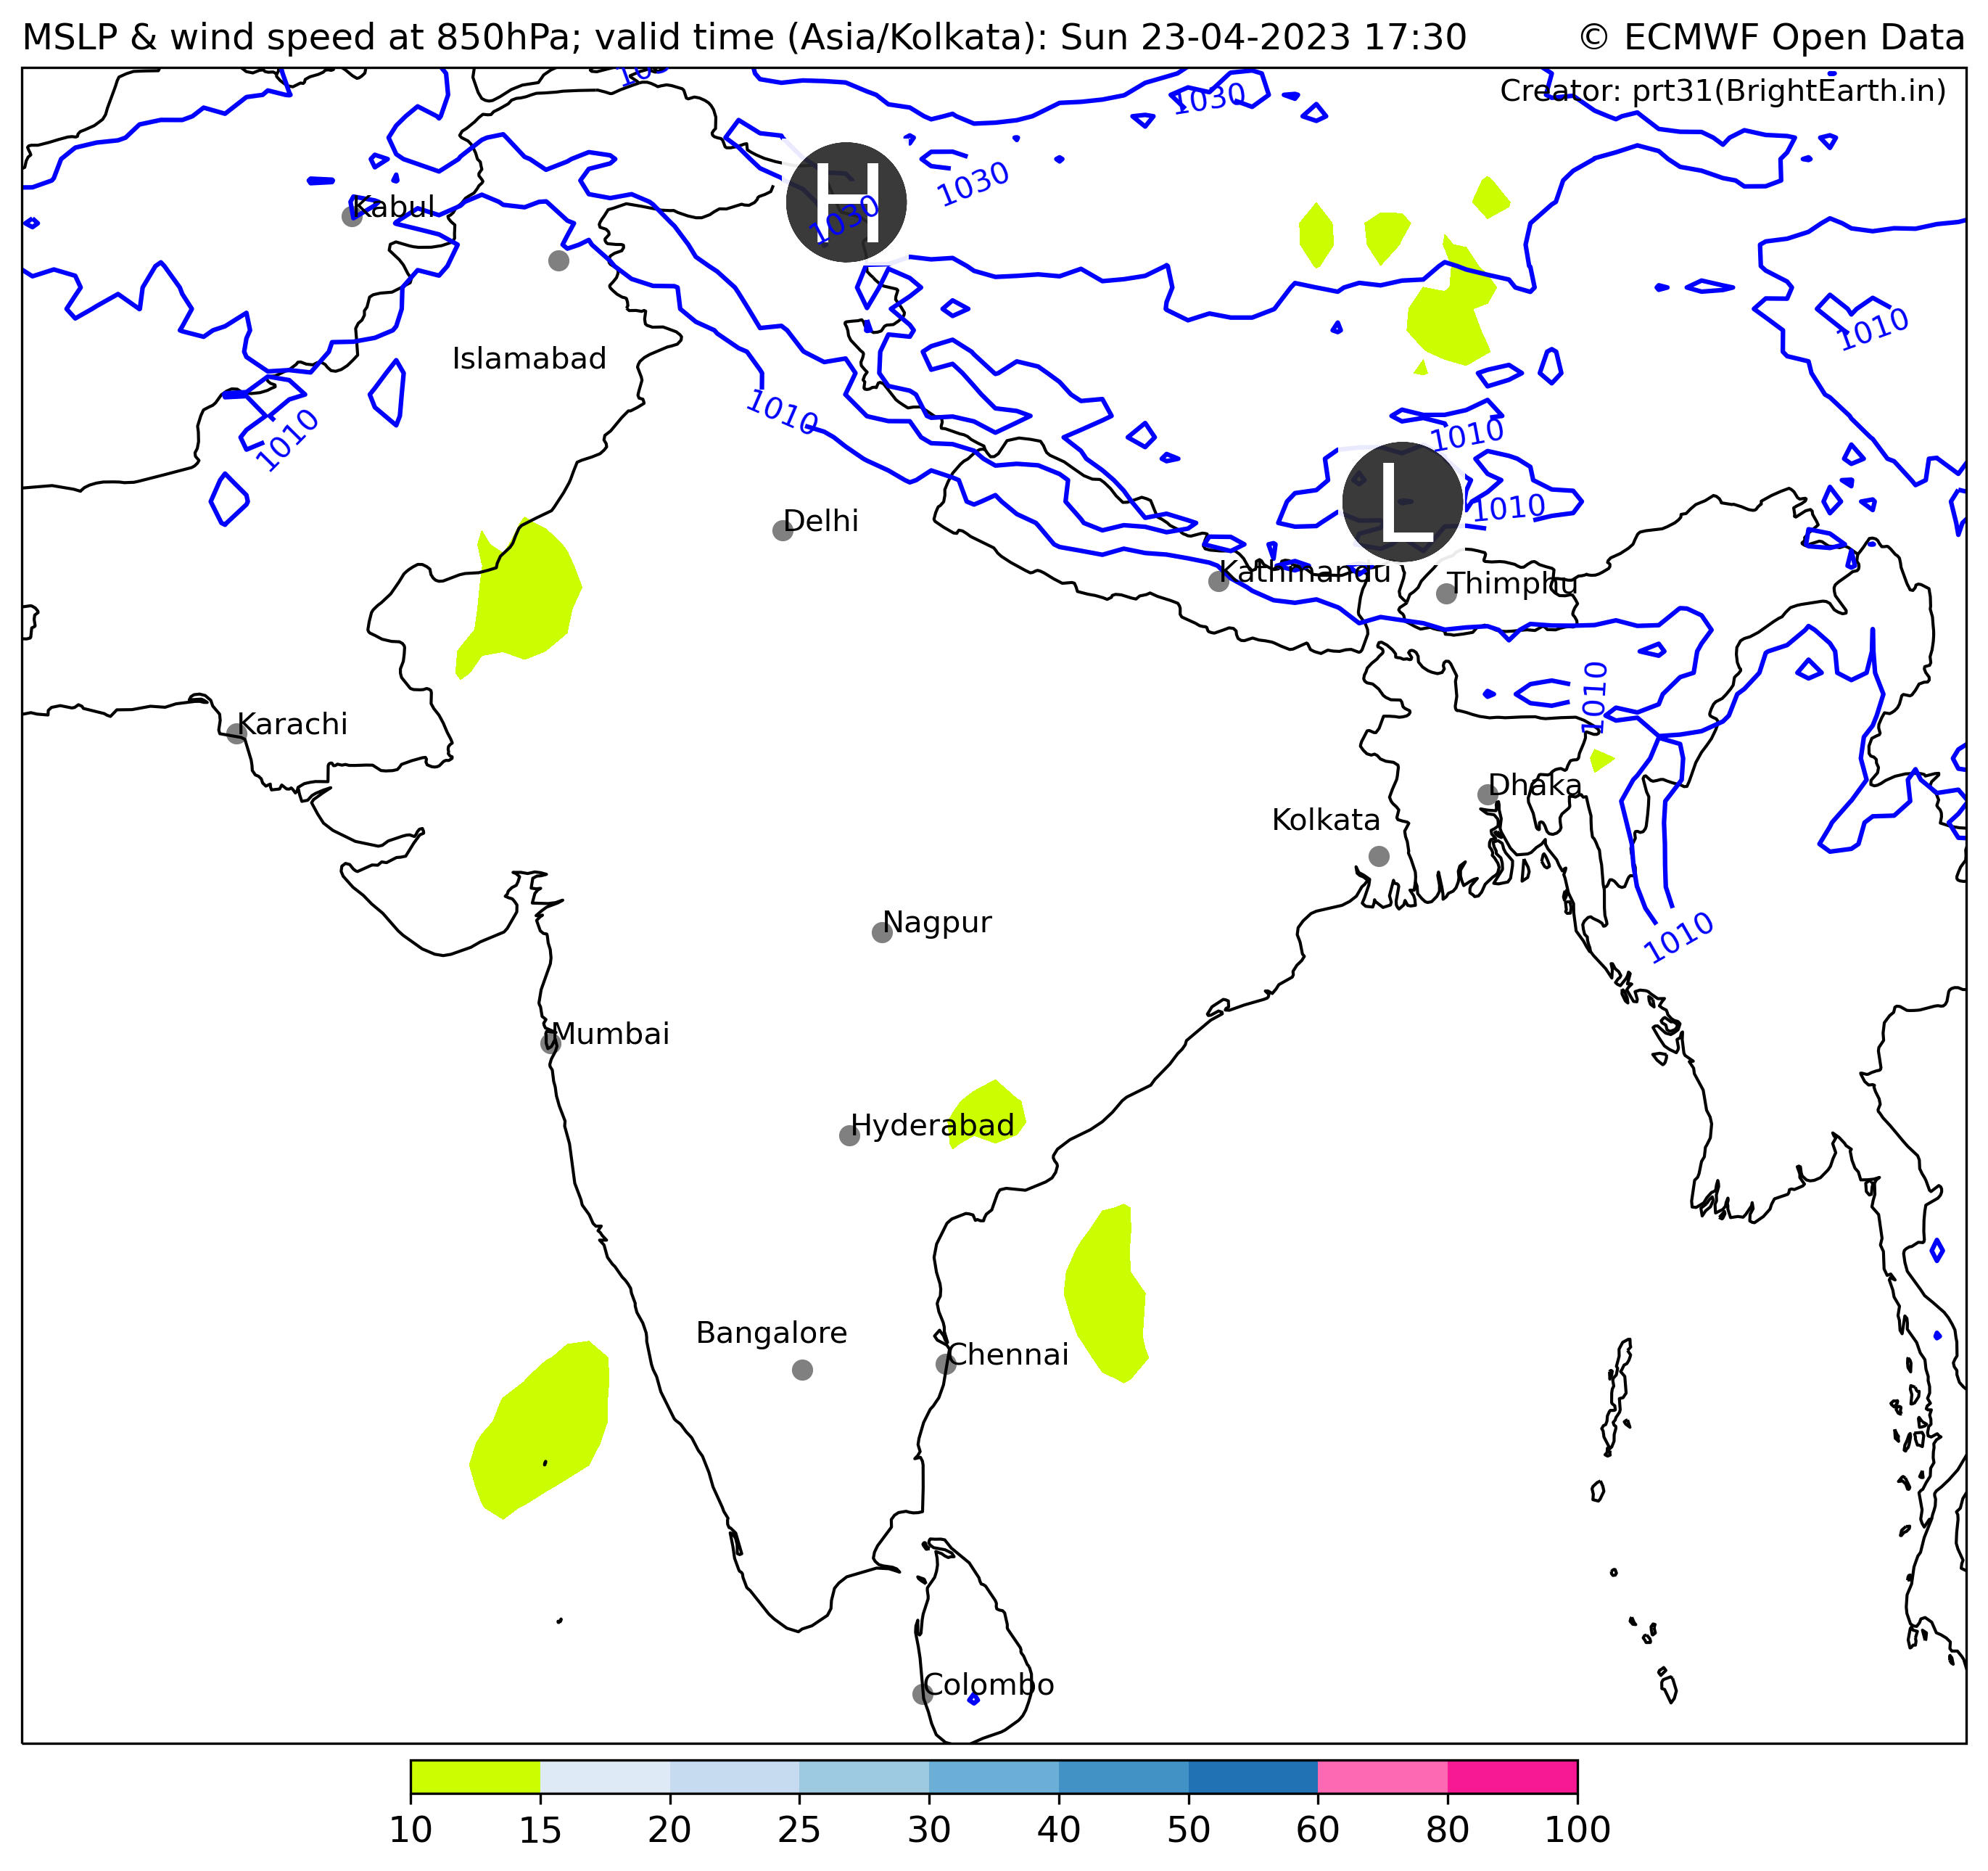 MSLP & wind speed at 850hPa; valid time (Asia/Kolkata): Sun 23-04-2023 17:30
© ECMWF Open Data
Creator: prt31(BrightEarth.in)
1030
H
1030
1030
Kabul
1010
Islamabad
1010
1010
1010
L
1010
Delhi
Kathmandu
Thimphu
1010
Karachi
Dhaka
Kolkata
Nagpur
1010
Mumbai
Hyderabad
Bangalore
Chennai
Colombo
10 15 20 25 30 40 50 60 80 100